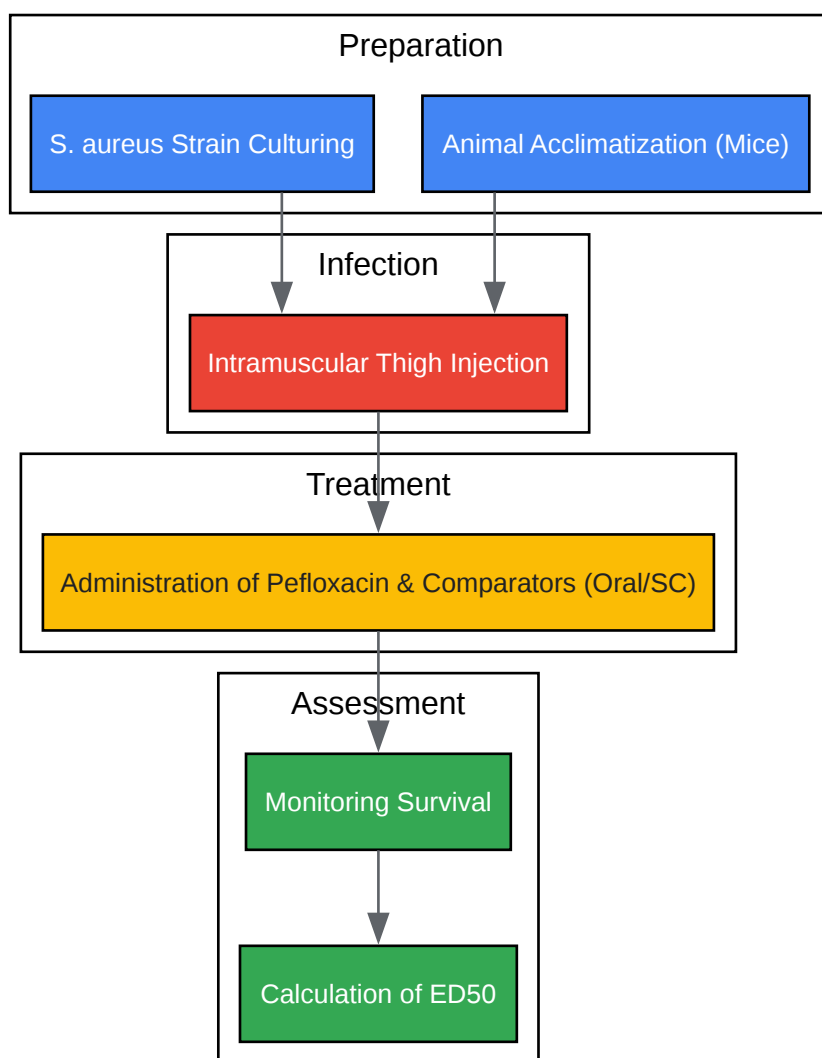 Preparation
S. aureus Strain Culturing
Animal Acclimatization (Mice)
Infection
Intramuscular Thigh Injection
Treatment
Administration of Pefloxacin & Comparators (Oral/SC)
Assessment
Monitoring Survival
Calculation of ED50